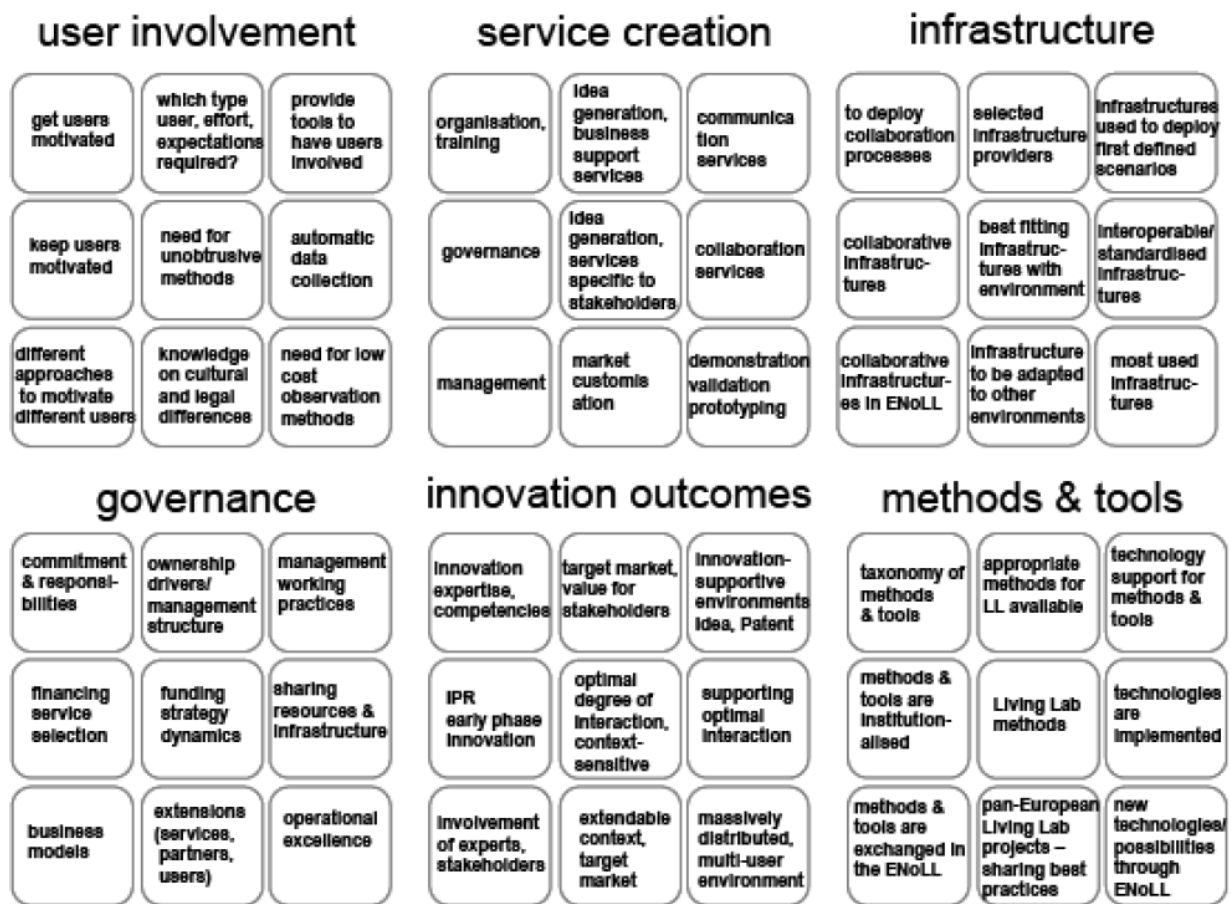 user involvement
get users
motivated
which type
user, effort,
expectations
required?
provide
tools to
have users
involved
keep users
motivated
need for
unobtrusive
methods
automatic
data
collection
different
approaches
to motivate
different users
knowledge
on cultural
and legal
differences
need for low
cost
observation
methods
service creation
organisation,
training
idea
generation,
business
support
services
communica
tion
services
governance
idea
generation,
services
specific to
stakeholders
collaboration
services
management
market
customis
ation
demonstration
validation
prototyping
infrastructure
to deploy
collaboration
processes
selected
infrastructure
providers
infrastructures
used to deploy
first defined
scenarios
collaborative
infrastruc-
tures
best fitting
infrastruc-
tures with
environment
interoperable/
standardised
infrastruc-
tures
collaborative
infrastructur-
es in ENoLL
infrastructure
to be adapted
to other
environments
most used
infrastruc-
tures
governance
commitment
& responsi-
bilities
ownership
drivers/
management
structure
management
working
practices
financing
service
selection
funding
strategy
dynamics
sharing
resources &
infrastructure
business
models
extensions
(services,
partners,
users)
operational
excellence
innovation outcomes
innovation
expertise,
competencies
target market,
value for
stakeholders
innovation-
supportive
environments
idea, Patent
IPR
early phase
innovation
optimal
degree of
interaction,
context-
sensitive
supporting
optimal
interaction
involvement
of experts,
stakeholders
extendable
context,
target
market
massively
distributed,
multi-user
environment
methods & tools
taxonomy of
methods
& tools
appropriate
methods for
LL available
technology
support for
methods &
tools
methods &
tools are
institution-
alised
Living Lab
methods
technologies
are
implemented
methods &
tools are
exchanged in
the ENoLL
pan-European
Living Lab
projects –
sharing best
practices
new
technologies/
possibilities
through
ENoLL